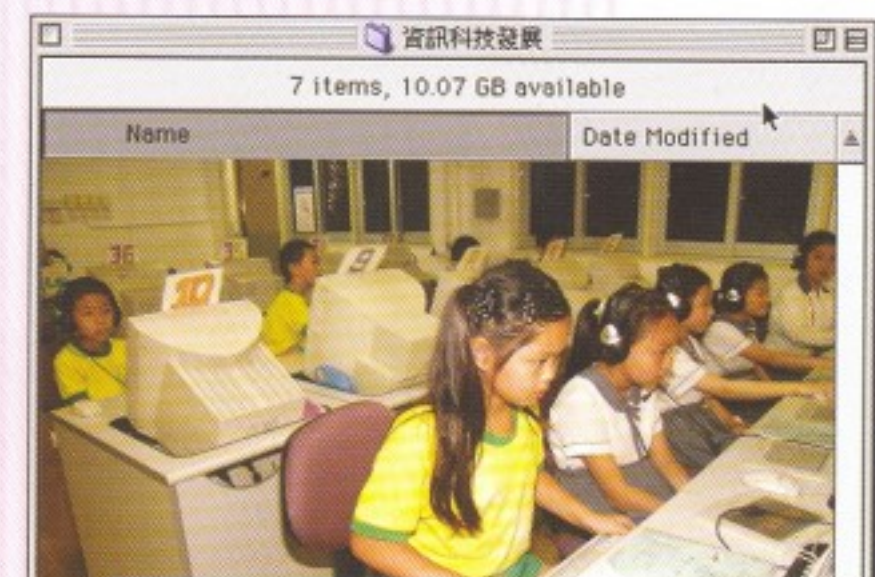 資訊科技發展
7 items, 10.07 GB available
Name
Date Modified
36
10
9